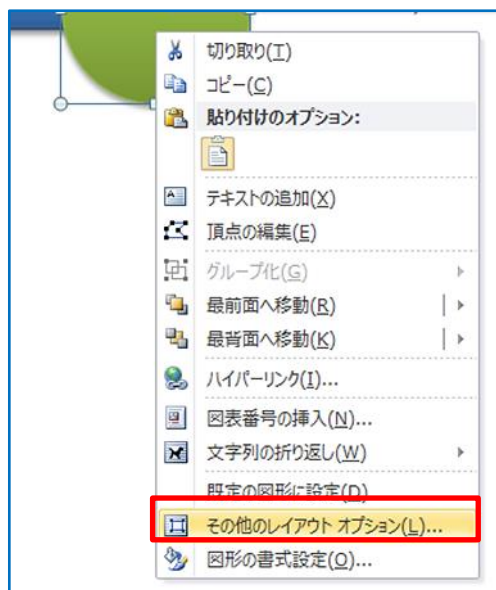 切り取り(T)
コピー(C)
貼り付けのオプション:
テキストの追加(X)
頂点の編集(E)
グループ化(G)
最前面へ移動(R)
最背面へ移動(K)
ハイパーリンク(I)...
図表番号の挿入(N)...
文字列の折り返し(W)
既定の図形に設定(D)
その他のレイアウト オプション(L)...
図形の書式設定(O)...